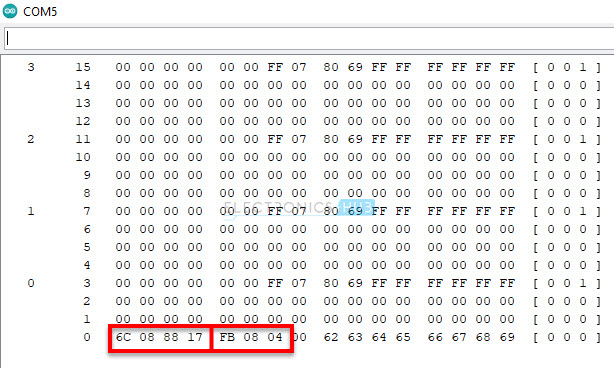 COM5
3 15 00 00 00 00 00 00 FF 07 80 69 FF FF FF FF FF FF [ 0 0 1 ]
14 00 00 00 00 00 00 00 00 00 00 00 00 00 00 00 00 [ 0 0 0 ]
13 00 00 00 00 00 00 00 00 00 00 00 00 00 00 00 00 [ 0 0 0 ]
12 00 00 00 00 00 00 00 00 00 00 00 00 00 00 00 00 [ 0 0 0 ]
2 11 00 00 00 00 00 00 FF 07 80 69 FF FF FF FF FF FF [ 0 0 1 ]
10 00 00 00 00 00 00 00 00 00 00 00 00 00 00 00 00 [ 0 0 0 ]
9 00 00 00 00 00 00 00 00 00 00 00 00 00 00 00 00 [ 0 0 0 ]
8 00 00 00 00 00 00 00 00 00 00 00 00 00 00 00 00 [ 0 0 0 ]
ELECTRONICS HUB
1 7 00 00 00 00 00 00 FF 07 80 69 FF FF FF FF FF FF [ 0 0 1 ]
6 00 00 00 00 00 00 00 00 00 00 00 00 00 00 00 00 [ 0 0 0 ]
5 00 00 00 00 00 00 00 00 00 00 00 00 00 00 00 00 [ 0 0 0 ]
4 00 00 00 00 00 00 00 00 00 00 00 00 00 00 00 00 [ 0 0 0 ]
0 3 00 00 00 00 00 00 FF 07 80 69 FF FF FF FF FF FF [ 0 0 1 ]
2 00 00 00 00 00 00 00 00 00 00 00 00 00 00 00 00 [ 0 0 0 ]
1 00 00 00 00 00 00 00 00 00 00 00 00 00 00 00 00 [ 0 0 0 ]
0 6C 08 88 17 FB 08 04 00 62 63 64 65 66 67 68 69 [ 0 0 0 ]